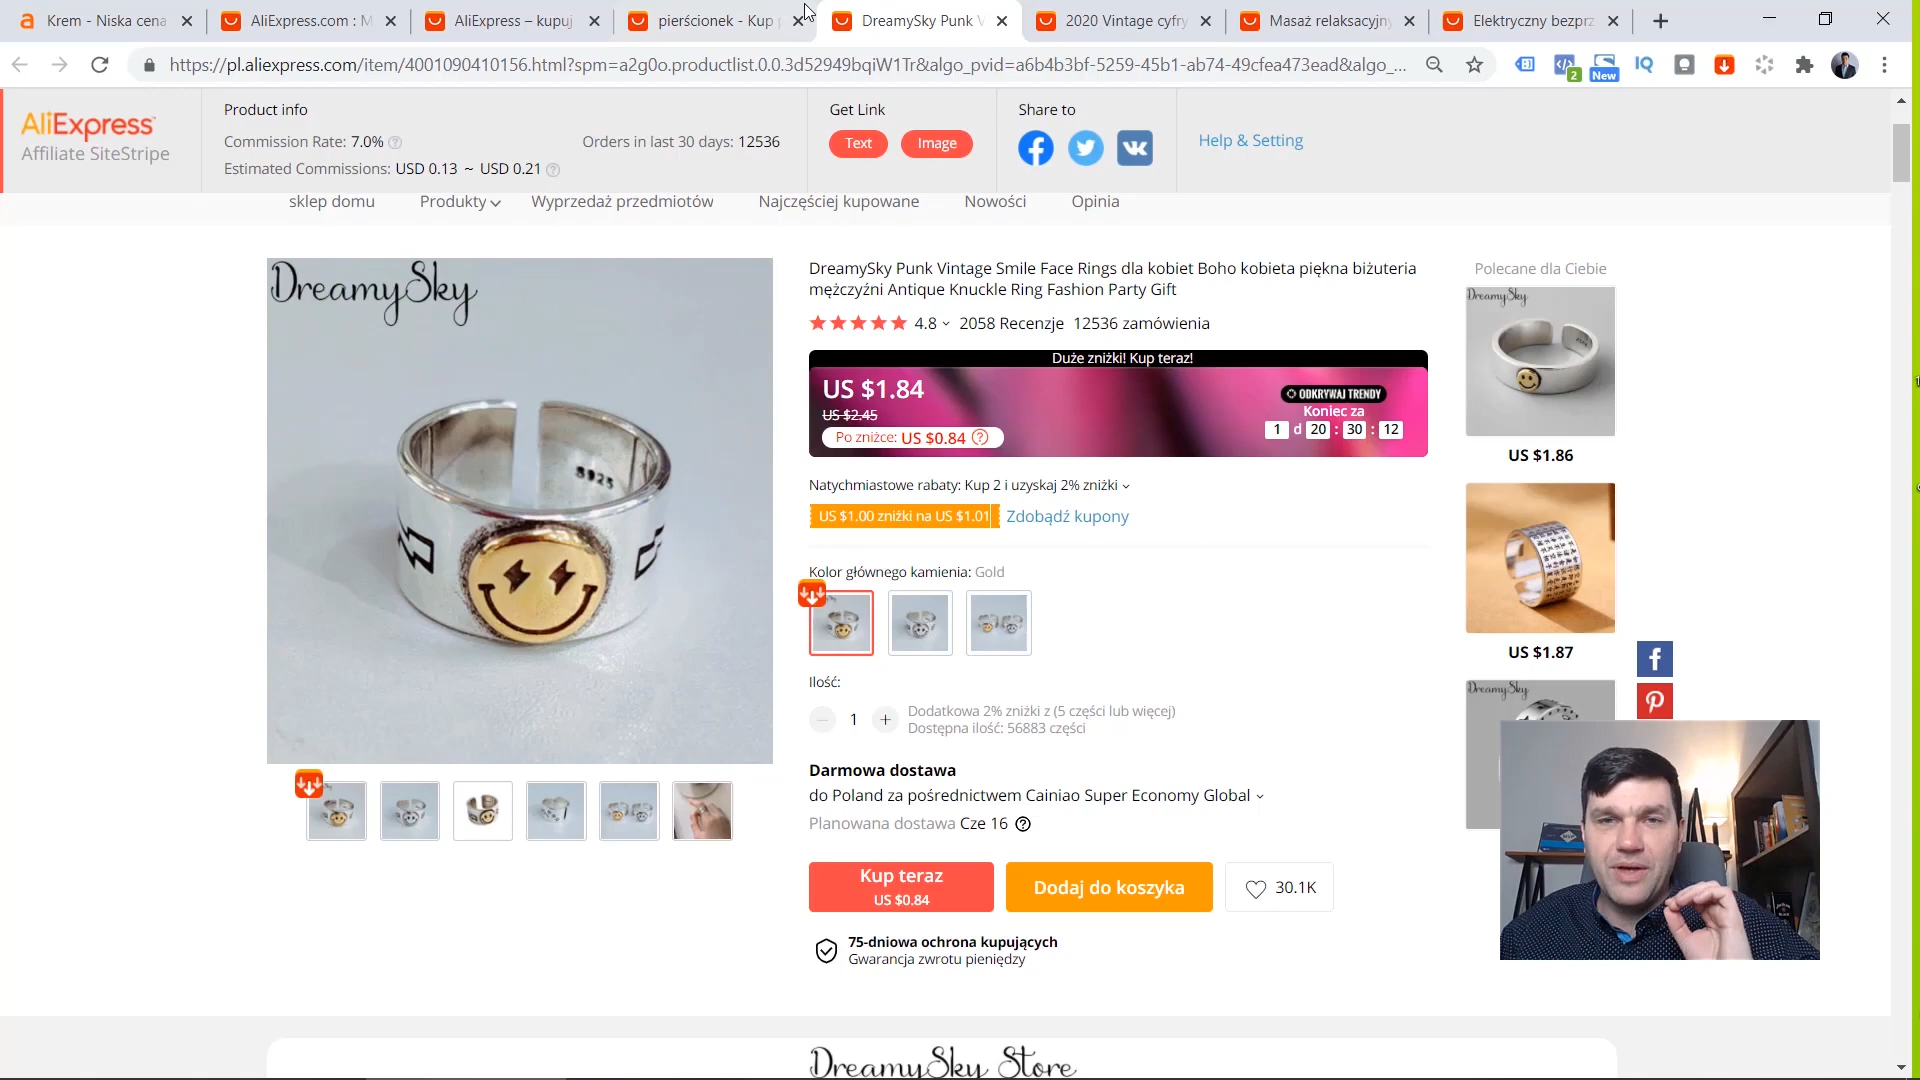 Krem - Niska cena
AliExpress.com : M
AliExpress – kupuj
pierścionek - Kup
DreamySky Punk V
2020 Vintage cyfry
Masaż relaksacyjny
Elektryczny bezprz
https://pl.aliexpress.com/item/4001090410156.html?spm=a2g0o.productlist.0.0.3d52949bqiW1Tr&algo_pvid=a6b4b3bf-5259-45b1-ab74-49cfea473ead&algo_...
2
New
IQ
AliExpress
Affiliate SiteStripe
Product info
Commission Rate: 7.0%
Orders in last 30 days: 12536
Estimated Commissions: USD 0.13 ~ USD 0.21
Get Link
Text
Image
Share to
Help & Setting
sklep domu
Produkty
Wyprzedaż przedmiotów
Najczęściej kupowane
Nowości
Opinia
DreamySky
S925
DreamySky Punk Vintage Smile Face Rings dla kobiet Boho kobieta piękna biżuteria
mężczyźni Antique Knuckle Ring Fashion Party Gift
4.8 2058 Recenzje 12536 zamówienia
Duże zniżki! Kup teraz!
US $1.84
US $2.45
Po zniżce: US $0.84
ODKRYWAJ TRENDY
Koniec za
1 d 20 : 30 : 12
Natychmiastowe rabaty: Kup 2 i uzyskaj 2% zniżki
US $1.00 zniżki na US $1.01
Zdobądź kupony
Kolor głównego kamienia: Gold
Ilość:
1
Dodatkowa 2% zniżki z (5 części lub więcej)
Dostępna ilość: 56883 części
Darmowa dostawa
do Poland za pośrednictwem Cainiao Super Economy Global
Planowana dostawa Cze 16
Kup teraz
US $0.84
Dodaj do koszyka
30.1K
75-dniowa ochrona kupujących
Gwarancja zwrotu pieniędzy
Polecane dla Ciebie
DreamySky
US $1.86
US $1.87
DreamySky
DreamySky Store